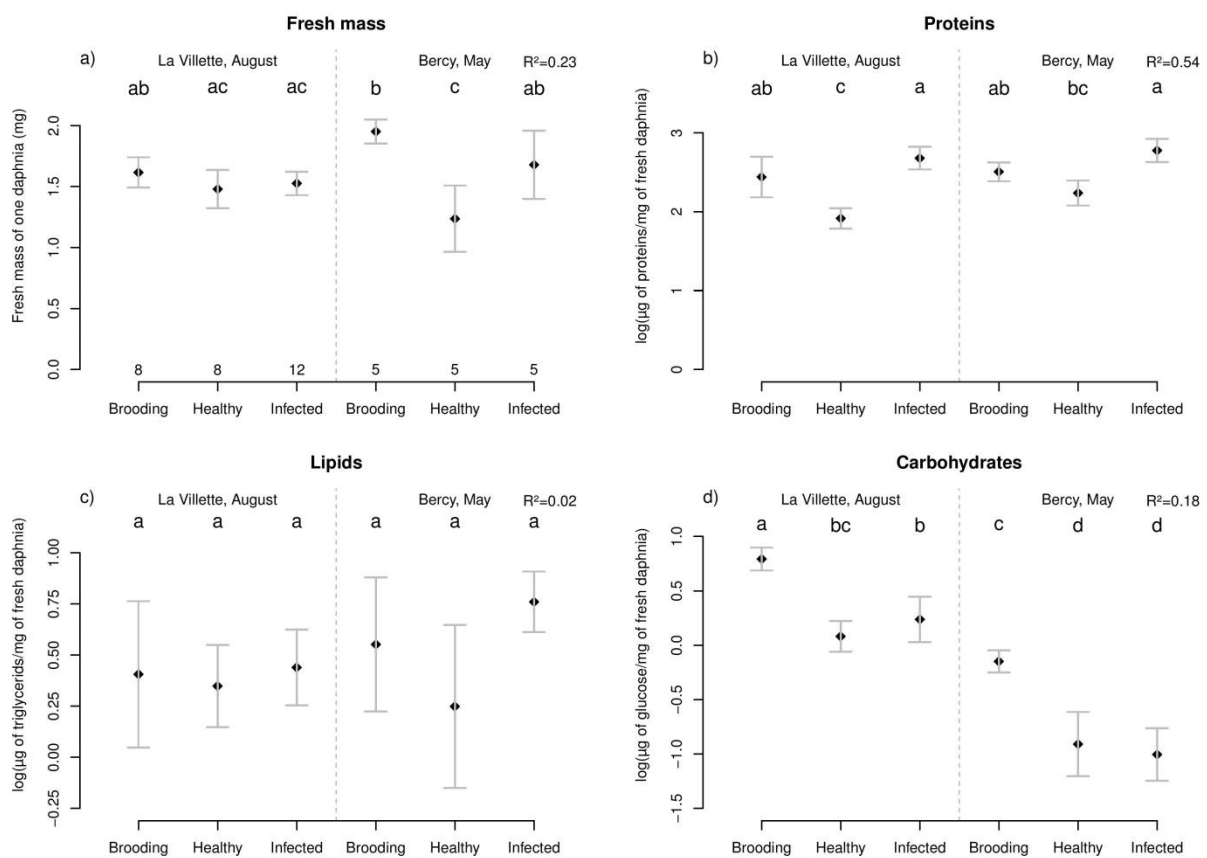 Fresh mass
a)
La Villette, August
Bercy, May
R²=0.23
ab ac ac b c ab
Fresh mass of one daphnia (mg)
2.0
1.5
1.0
0.5
0.0
8 8 12 5 5 5
Brooding Healthy Infected Brooding Healthy Infected
Proteins
b)
La Villette, August
Bercy, May
R²=0.54
ab c a ab bc a
log(µg of proteins/mg of fresh daphnia)
3
2
1
0
Brooding Healthy Infected Brooding Healthy Infected
Lipids
c)
La Villette, August
Bercy, May
R²=0.02
a a a a a a
log(µg of triglycerids/mg of fresh daphnia)
1.00
0.75
0.50
0.25
0.00
−0.25
Brooding Healthy Infected Brooding Healthy Infected
Carbohydrates
d)
La Villette, August
Bercy, May
R²=0.18
a bc b c d d
log(µg of glucose/mg of fresh daphnia)
1.0
0.5
0.0
−0.5
−1.0
−1.5
Brooding Healthy Infected Brooding Healthy Infected